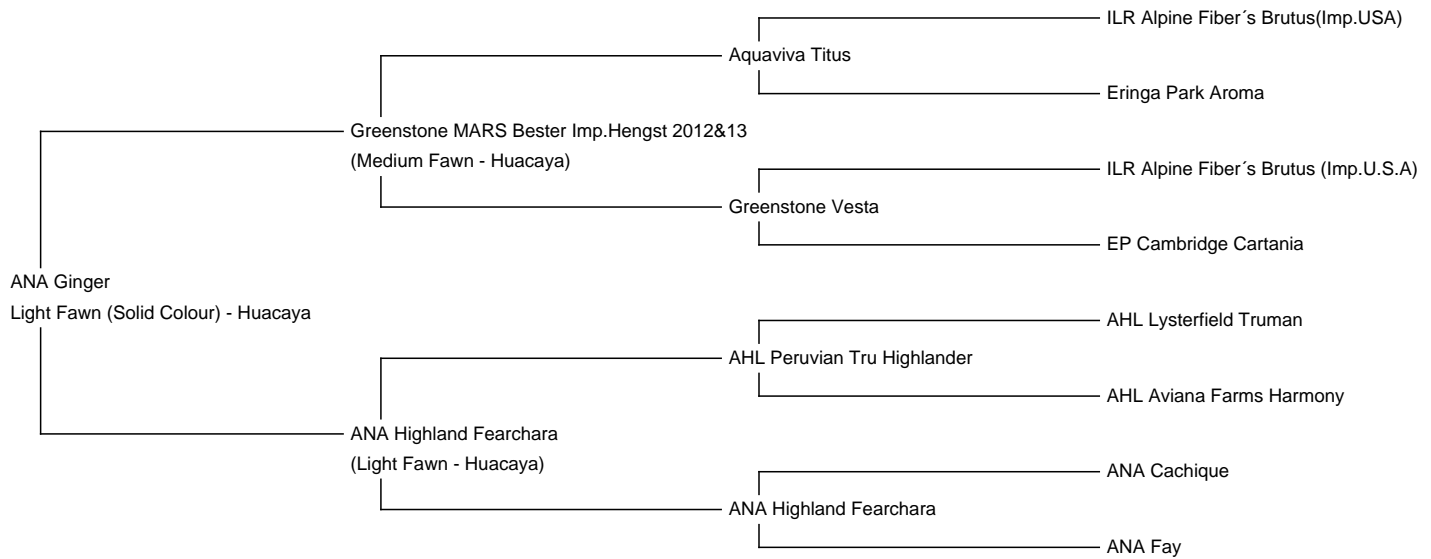 ILR Alpine Fiber´s Brutus(Imp.USA)
Aquaviva Titus
Eringa Park Aroma
Greenstone MARS Bester Imp.Hengst 2012&13
(Medium Fawn - Huacaya)
ILR Alpine Fiber´s Brutus (Imp.U.S.A)
Greenstone Vesta
EP Cambridge Cartania
ANA Ginger
Light Fawn (Solid Colour) - Huacaya
AHL Lysterfield Truman
AHL Peruvian Tru Highlander
AHL Aviana Farms Harmony
ANA Highland Fearchara
(Light Fawn - Huacaya)
ANA Cachique
ANA Highland Fearchara
ANA Fay